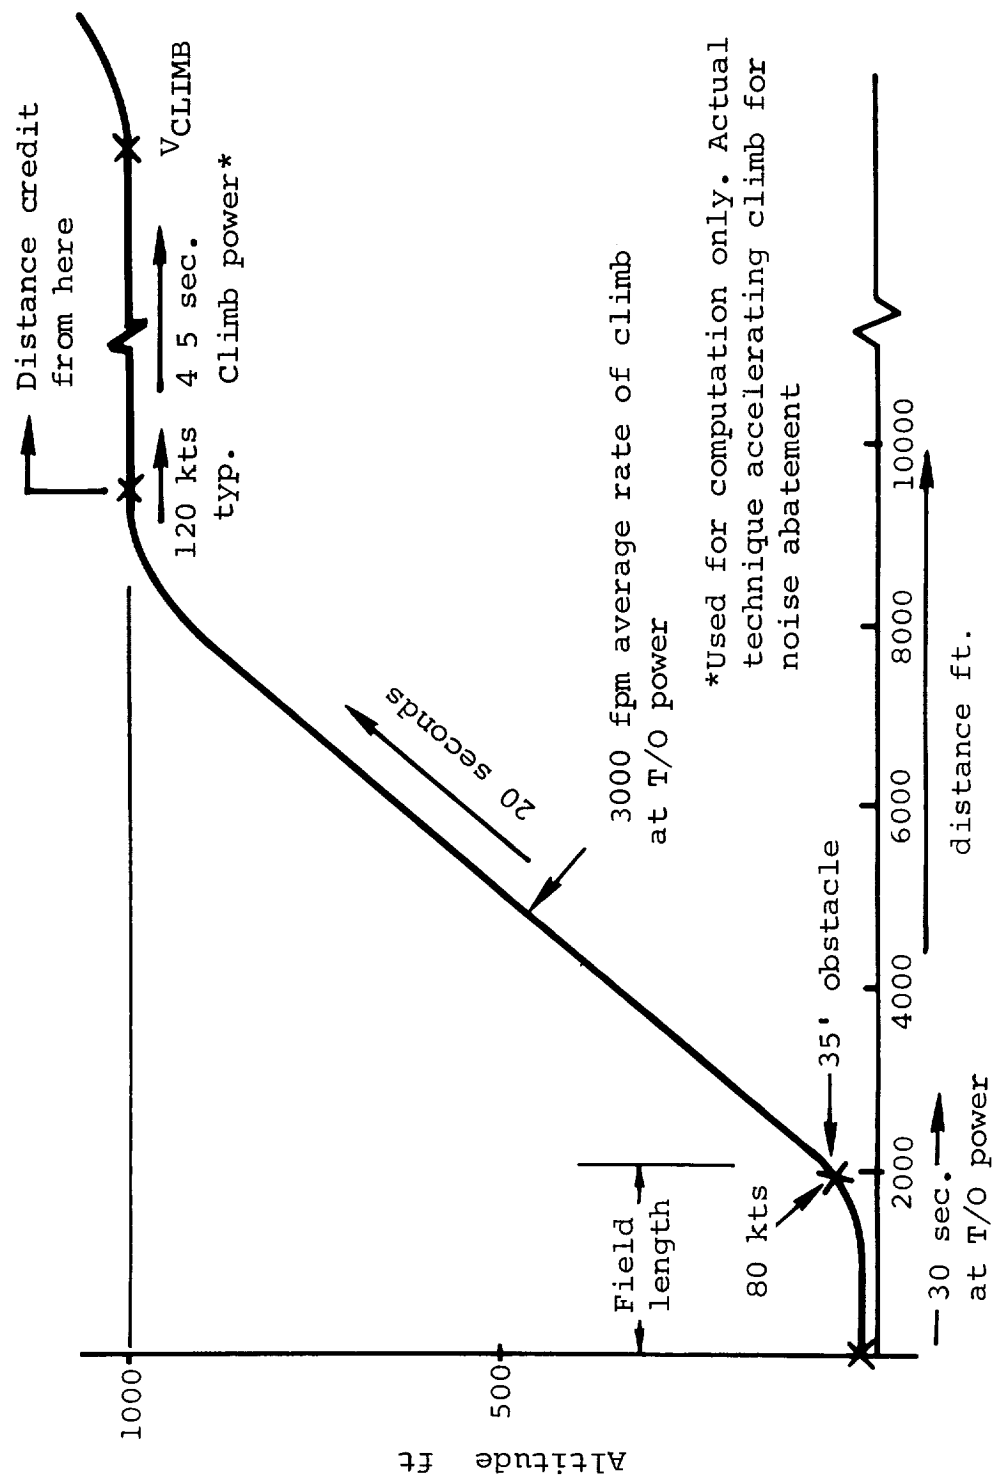 Distance credit
from here
1000
120 kts
typ.
4 5 sec.
Climb power*
VCLIMB
20 seconds
500
Altitude ft
3000 fpm average rate of climb
at T/O power
Field
length
*Used for computation only. Actual
technique accelerating climb for
noise abatement
80 kts
35' obstacle
2000
4000
6000
8000
10000
30 sec.
at T/O power
distance ft.